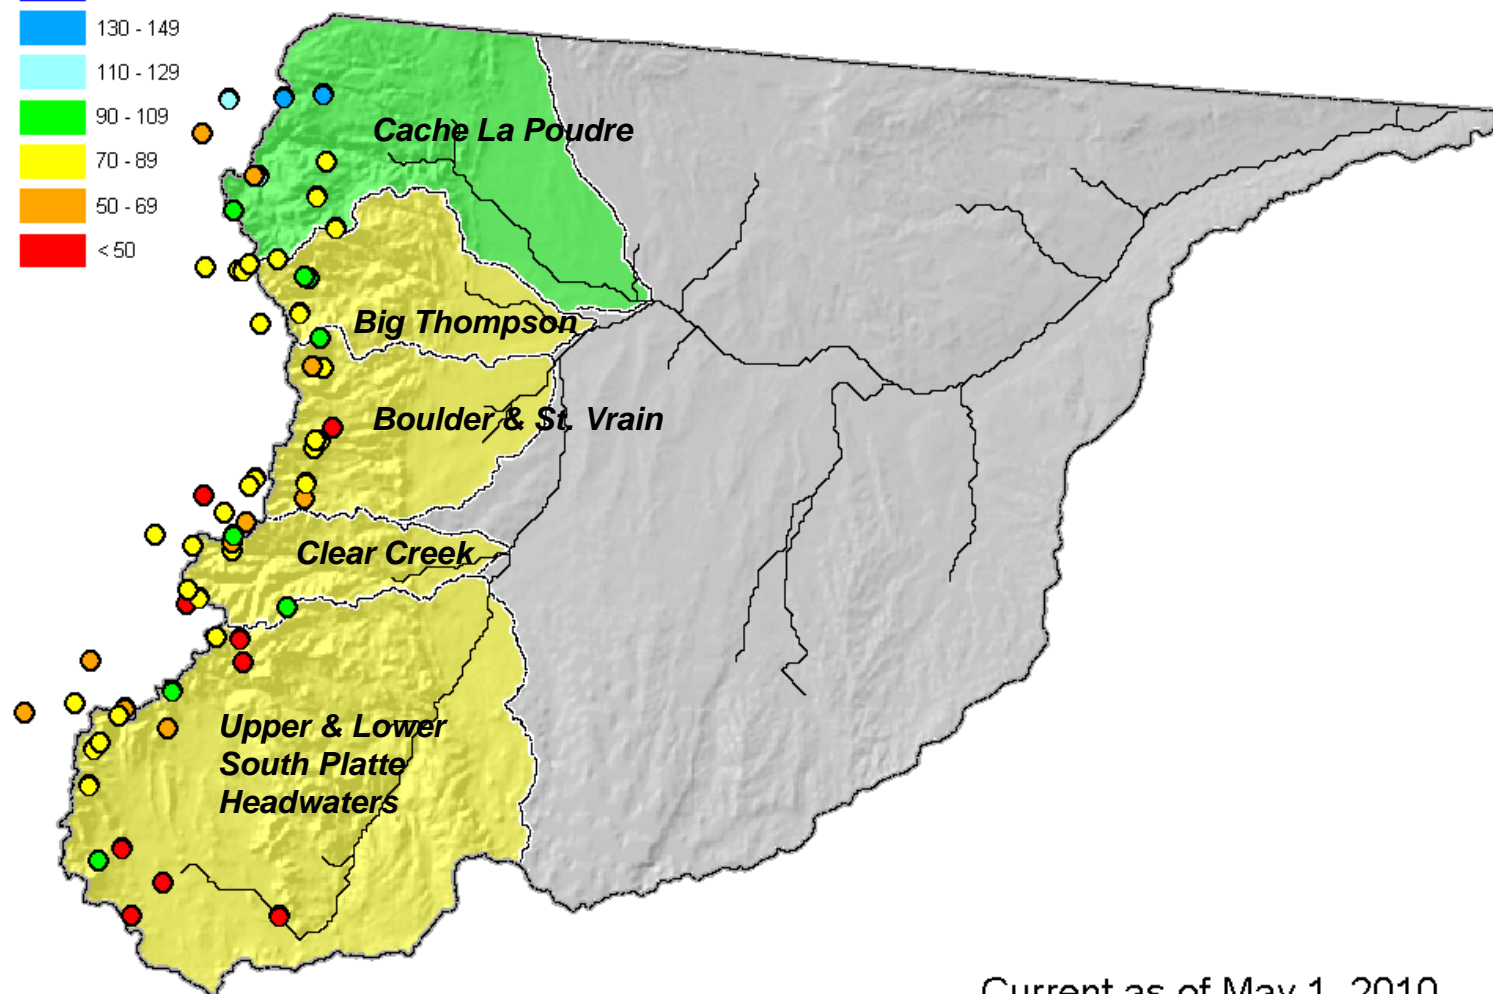 130 - 149
110 - 129
90 - 109
70 - 89
50 - 69
< 50
Cache La Poudre
Big Thompson
Boulder & St. Vrain
Clear Creek
Upper & Lower
South Platte
Headwaters
Current as of May 1, 2010